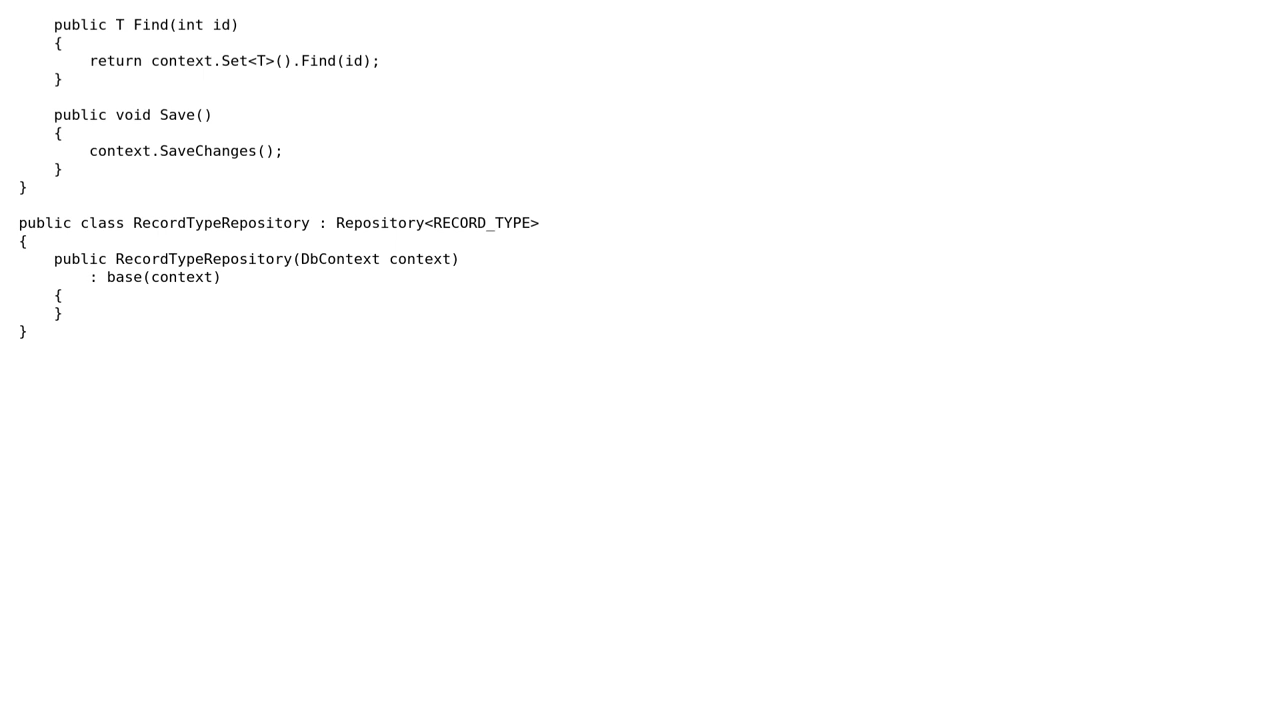 public T Find(int id)
    {
        return context.Set<T>().Find(id);
    }

    public void Save()
    {
        context.SaveChanges();
    }
}

public class RecordTypeRepository : Repository<RECORD_TYPE>
{
    public RecordTypeRepository(DbContext context)
        : base(context)
    {
    }
}